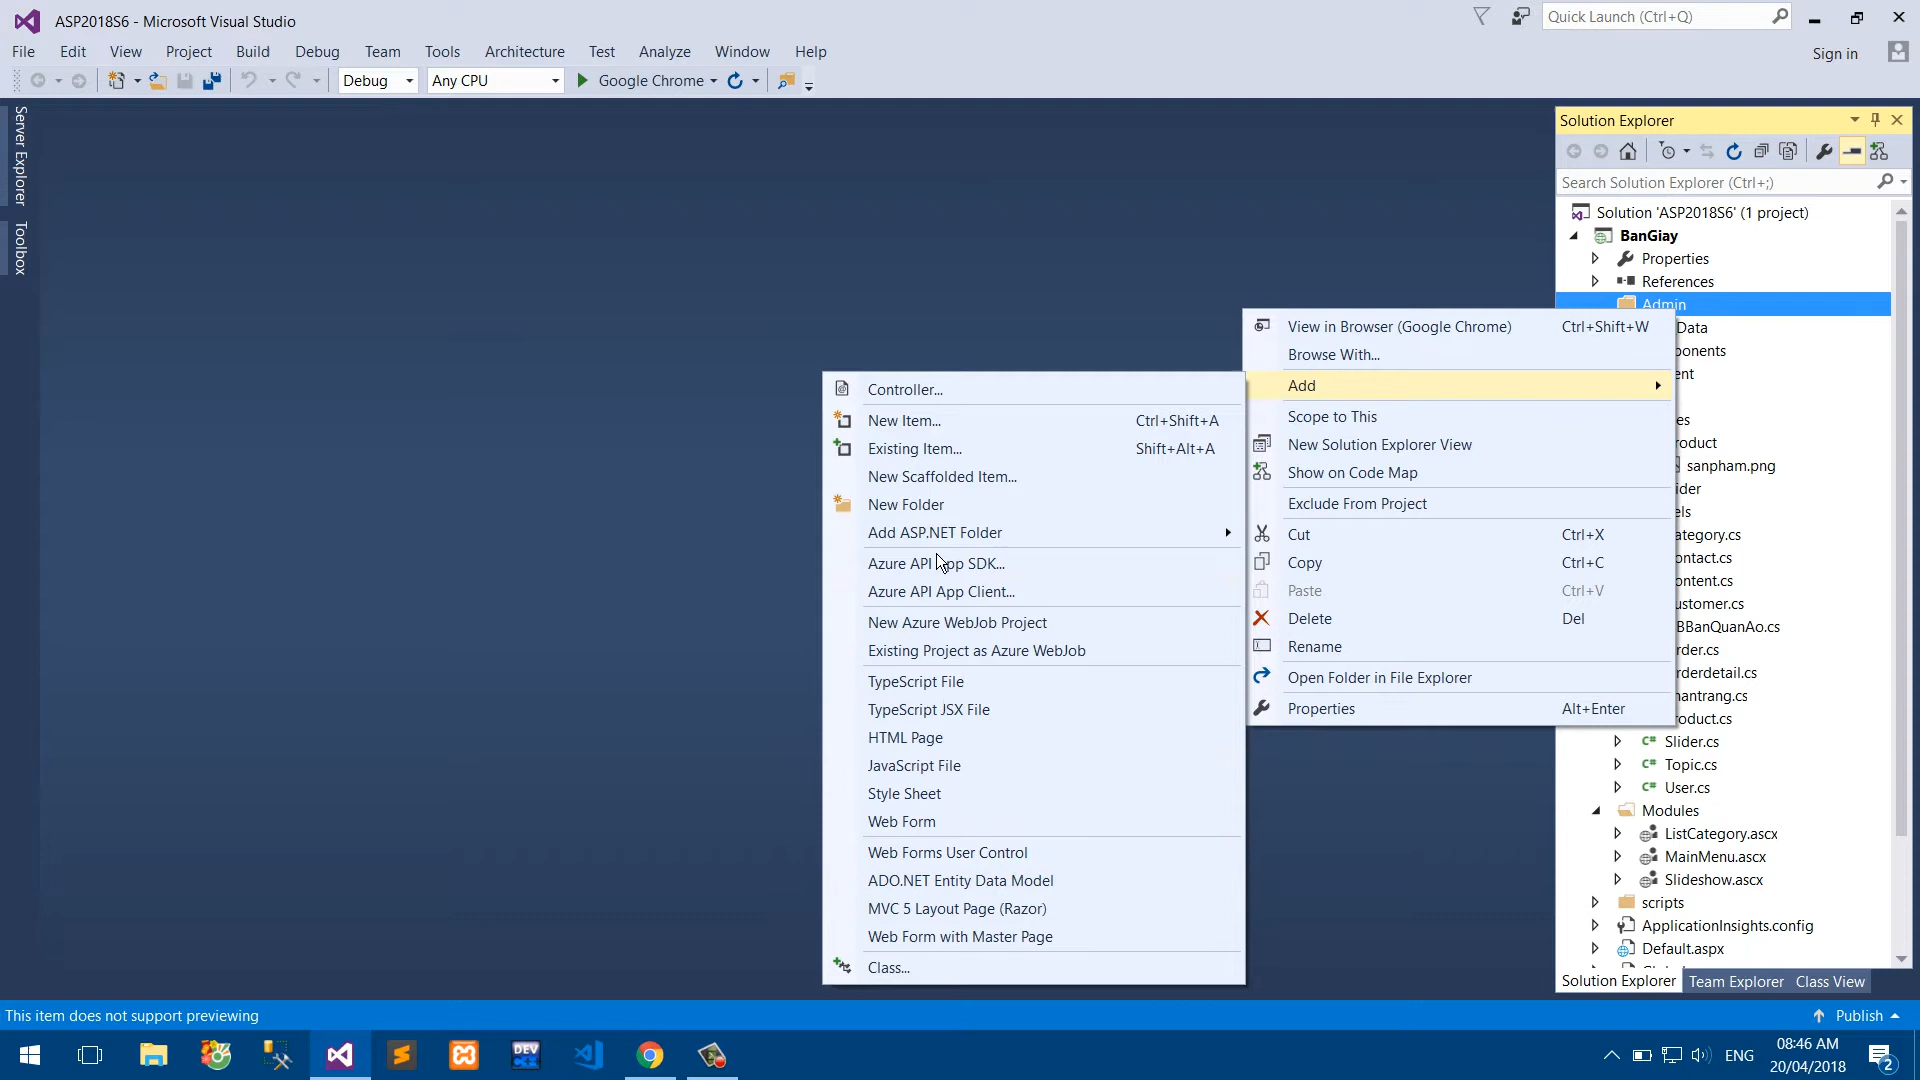 ASP2018S6 - Microsoft Visual Studio
Quick Launch (Ctrl+Q)
File Edit View Project Build Debug Team Tools Architecture Test Analyze Window Help
Sign in
Debug Any CPU Google Chrome
Server Explorer
Toolbox
Solution Explorer
Search Solution Explorer (Ctrl+;)
Solution 'ASP2018S6' (1 project)
BanGiay
Properties
References
Admin
Data
ponents
ent
es
oduct
sanpham.png
ider
els
ategory.cs
ontact.cs
ontent.cs
ustomer.cs
BBanQuanAo.cs
rder.cs
rderdetail.cs
hantrang.cs
oduct.cs
Slider.cs
Topic.cs
User.cs
Modules
ListCategory.ascx
MainMenu.ascx
Slideshow.ascx
scripts
ApplicationInsights.config
Default.aspx
Solution Explorer Team Explorer Class View
View in Browser (Google Chrome) Ctrl+Shift+W
Browse With...
Add
Scope to This
New Solution Explorer View
Show on Code Map
Exclude From Project
Cut Ctrl+X
Copy Ctrl+C
Paste Ctrl+V
Delete Del
Rename
Open Folder in File Explorer
Properties Alt+Enter
Controller...
New Item... Ctrl+Shift+A
Existing Item... Shift+Alt+A
New Scaffolded Item...
New Folder
Add ASP.NET Folder
Azure API App SDK...
Azure API App Client...
New Azure WebJob Project
Existing Project as Azure WebJob
TypeScript File
TypeScript JSX File
HTML Page
JavaScript File
Style Sheet
Web Form
Web Forms User Control
ADO.NET Entity Data Model
MVC 5 Layout Page (Razor)
Web Form with Master Page
Class...
This item does not support previewing
Publish
DEV
ENG
08:46 AM
20/04/2018
2